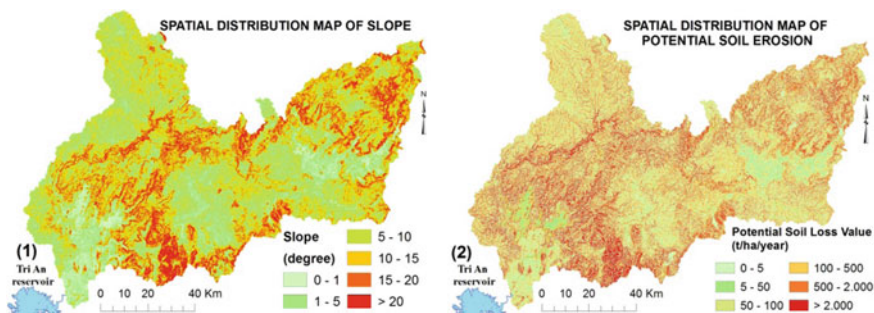 SPATIAL DISTRIBUTION MAP OF SLOPE
N
(1)
Tri An
reservoir
Slope
(degree)
0 - 1
1 - 5
5 - 10
10 - 15
15 - 20
> 20
0 10 20 40 Km
SPATIAL DISTRIBUTION MAP OF
POTENTIAL SOIL EROSION
N
(2)
Tri An
reservoir
Potential Soil Loss Value
(t/ha/year)
0 - 5
5 - 50
50 - 100
100 - 500
500 - 2.000
> 2.000
0 10 20 40 Km